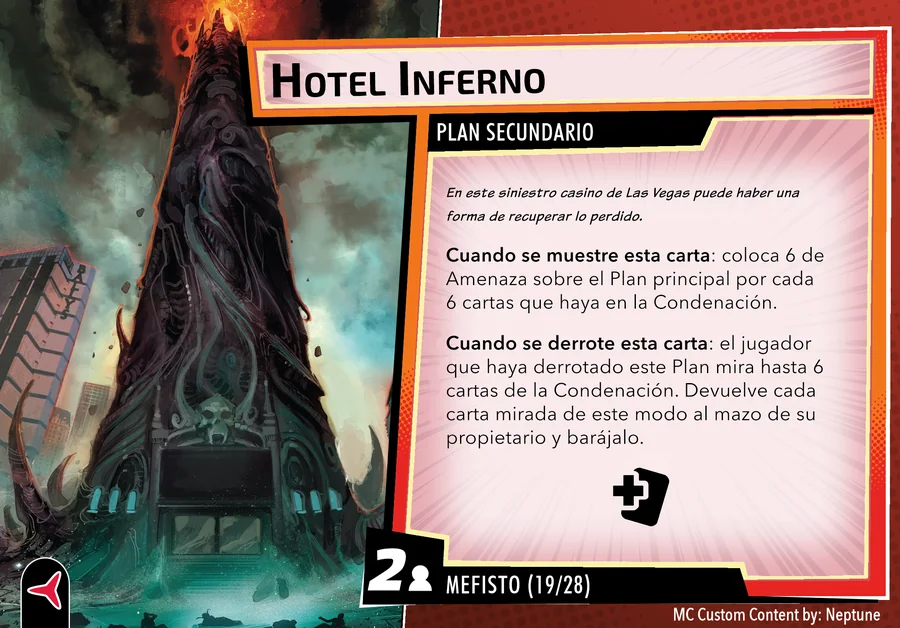 HOTEL INFERNO
PLAN SECUNDARIO
En este siniestro casino de Las Vegas puede haber una
forma de recuperar lo perdido.
Cuando se muestre esta carta: coloca 6 de
Amenaza sobre el Plan principal por cada
6 cartas que haya en la Condenación.
Cuando se derrote esta carta: el jugador
que haya derrotado este Plan mira hasta 6
cartas de la Condenación. Devuelve cada
carta mirada de este modo al mazo de su
propietario y barájalo.
2
MEFISTO (19/28)
MC Custom Content by: Neptune